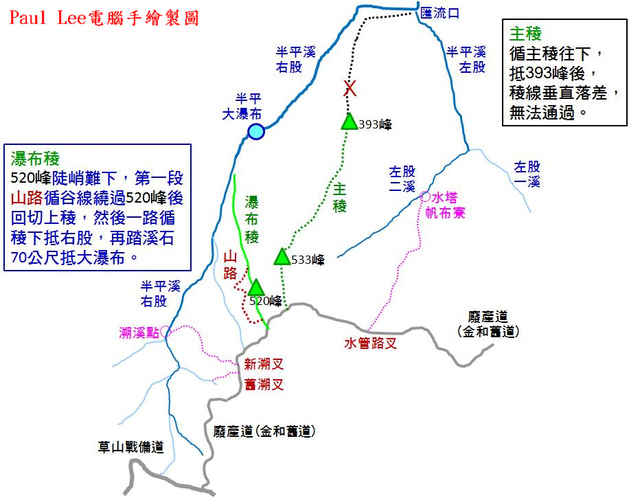 Paul Lee電腦手繪製圖
匯流口
主稜
循主稜往下，
抵393峰後，
稜線垂直落差，
無法通過。
半平溪
右股
半平溪
左股
半平
大瀑布
393峰
瀑布稜
520峰陡峭難下，第一段
山路循谷線繞過520峰後
回切上稜，然後一路循
稜下抵右股，再踏溪石
70公尺抵大瀑布。
瀑布稜
主稜
左股
二溪
左股
一溪
水塔
帆布寮
山路
533峰
半平溪
右股
520峰
溯溪點
水管路叉
廢產道
(金和舊道)
新溯叉
舊溯叉
廢產道(金和舊道)
草山戰備道